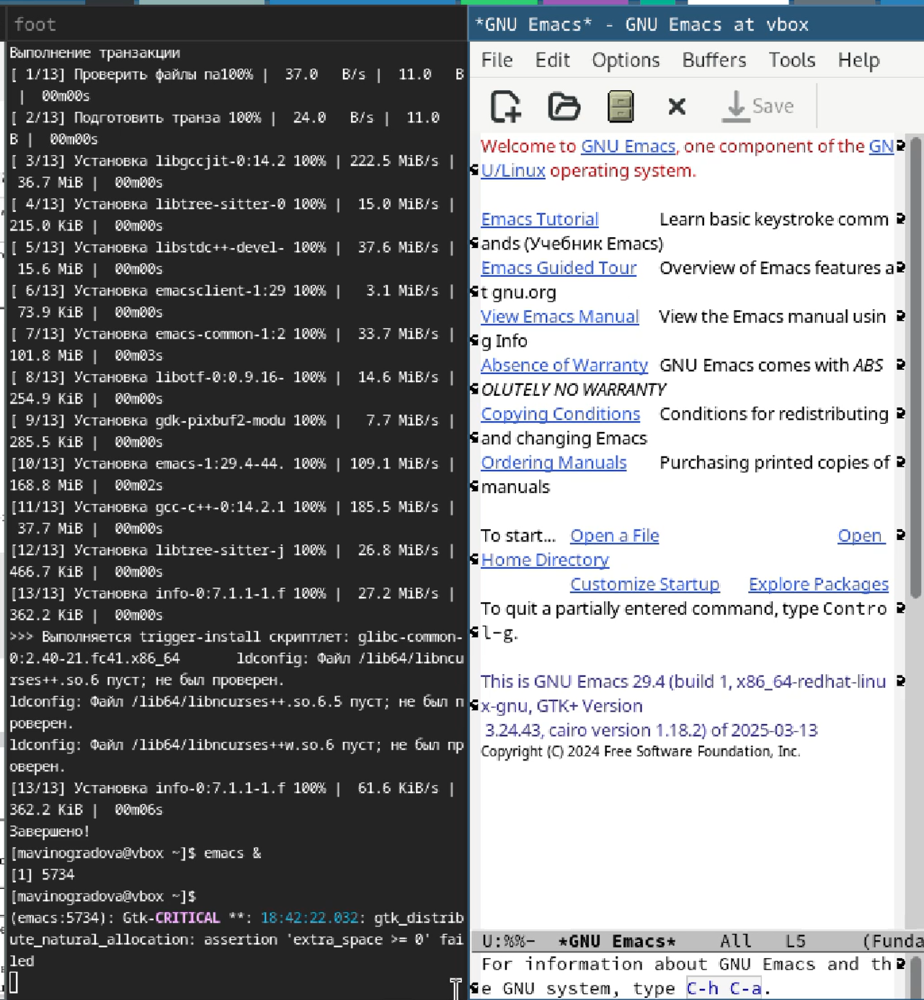 foot
Выполнение транзакции
[ 1/13] Проверить файлы па100% |  37.0   B/s |  11.0   B
 |  00m00s
[ 2/13] Подготовить транза 100% |  24.0   B/s |  11.0
B |  00m00s
[ 3/13] Установка libgccjit-0:14.2 100% | 222.5 MiB/s |
 36.7 MiB |  00m00s
[ 4/13] Установка libtree-sitter-0 100% |  15.0 MiB/s |
215.0 KiB |  00m00s
[ 5/13] Установка libstdc++-devel- 100% |  37.6 MiB/s |
 15.6 MiB |  00m00s
[ 6/13] Установка emacsclient-1:29 100% |   3.1 MiB/s |
 73.9 KiB |  00m00s
[ 7/13] Установка emacs-common-1:2 100% |  33.7 MiB/s |
101.8 MiB |  00m03s
[ 8/13] Установка libotf-0:0.9.16- 100% |  14.6 MiB/s |
254.9 KiB |  00m00s
[ 9/13] Установка gdk-pixbuf2-modu 100% |   7.7 MiB/s |
285.5 KiB |  00m00s
[10/13] Установка emacs-1:29.4-44. 100% | 109.1 MiB/s |
168.8 MiB |  00m02s
[11/13] Установка gcc-c++-0:14.2.1 100% | 185.5 MiB/s |
 37.7 MiB |  00m00s
[12/13] Установка libtree-sitter-j 100% |  26.8 MiB/s |
466.7 KiB |  00m00s
[13/13] Установка info-0:7.1.1-1.f 100% |  27.2 MiB/s |
362.2 KiB |  00m00s
>>> Выполняется trigger-install скриптлет: glibc-common-
0:2.40-21.fc41.x86_64       ldconfig: Файл /lib64/libncu
rses++.so.6 пуст; не был проверен.
ldconfig: Файл /lib64/libncurses++.so.6.5 пуст; не был п
роверен.
ldconfig: Файл /lib64/libncurses++w.so.6 пуст; не был пр
оверен.
[13/13] Установка info-0:7.1.1-1.f 100% |  61.6 KiB/s |
362.2 KiB |  00m06s
Завершено!
[mavinogradova@vbox ~]$ emacs &
[1] 5734
[mavinogradova@vbox ~]$
(emacs:5734): Gtk-CRITICAL **: 18:42:22.032: gtk_distrib
ute_natural_allocation: assertion 'extra_space >= 0' fai
led
*GNU Emacs* - GNU Emacs at vbox
File Edit Options Buffers Tools Help
Save
Welcome to GNU Emacs, one component of the GN
U/Linux operating system.
Emacs Tutorial Learn basic keystroke comm
ands (Учебник Emacs)
Emacs Guided Tour Overview of Emacs features a
t gnu.org
View Emacs Manual View the Emacs manual usin
g Info
Absence of Warranty GNU Emacs comes with ABS
OLUTELY NO WARRANTY
Copying Conditions Conditions for redistributing
and changing Emacs
Ordering Manuals Purchasing printed copies of
manuals
To start... Open a File Open
Home Directory
Customize Startup Explore Packages
To quit a partially entered command, type Contro
l-g.
This is GNU Emacs 29.4 (build 1, x86_64-redhat-linu
x-gnu, GTK+ Version
 3.24.43, cairo version 1.18.2) of 2025-03-13
Copyright (C) 2024 Free Software Foundation, Inc.
U:%%-  *GNU Emacs*  All  L5  (Funda
For information about GNU Emacs and th
e GNU system, type C-h C-a.